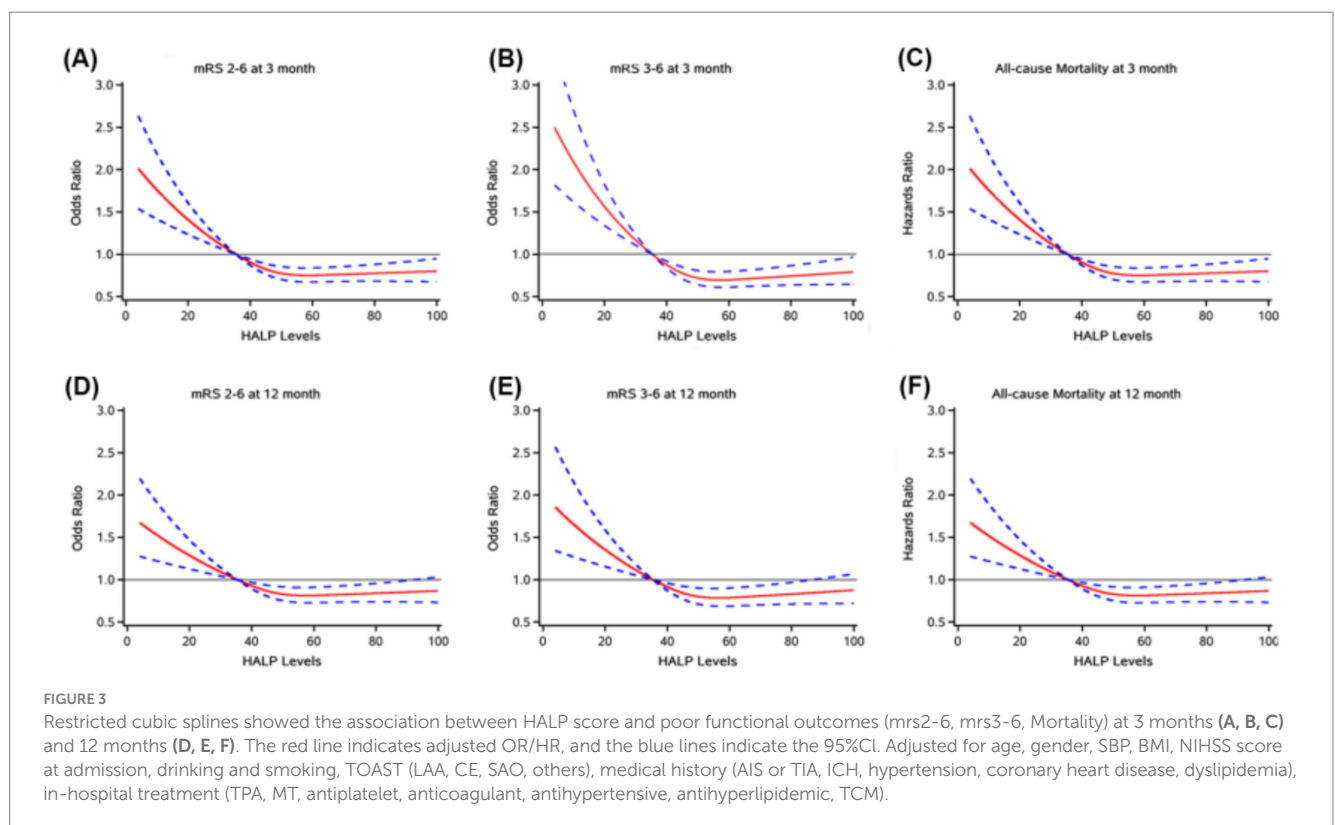 (A)
mRS 2-6 at 3 month
3.0
2.5
2.0
1.5
1.0
0.5
Odds Ratio
0 20 40 60 80 100
HALP Levels
(B)
mRS 3-6 at 3 month
3.0
2.5
2.0
1.5
1.0
0.5
Odds Ratio
0 20 40 60 80 100
HALP Levels
(C)
All-cause Mortality at 3 month
3.0
2.5
2.0
1.5
1.0
0.5
Hazards Ratio
0 20 40 60 80 100
HALP Levels
(D)
mRS 2-6 at 12 month
3.0
2.5
2.0
1.5
1.0
0.5
Odds Ratio
0 20 40 60 80 100
HALP Levels
(E)
mRS 3-6 at 12 month
3.0
2.5
2.0
1.5
1.0
0.5
Odds Ratio
0 20 40 60 80 100
HALP Levels
(F)
All-cause Mortality at 12 month
3.0
2.5
2.0
1.5
1.0
0.5
Hazards Ratio
0 20 40 60 80 100
HALP Levels
FIGURE 3
Restricted cubic splines showed the association between HALP score and poor functional outcomes (mrs2-6, mrs3-6, Mortality) at 3 months (A, B, C)
and 12 months (D, E, F). The red line indicates adjusted OR/HR, and the blue lines indicate the 95%CI. Adjusted for age, gender, SBP, BMI, NIHSS score
at admission, drinking and smoking, TOAST (LAA, CE, SAO, others), medical history (AIS or TIA, ICH, hypertension, coronary heart disease, dyslipidemia),
in-hospital treatment (TPA, MT, antiplatelet, anticoagulant, antihypertensive, antihyperlipidemic, TCM).